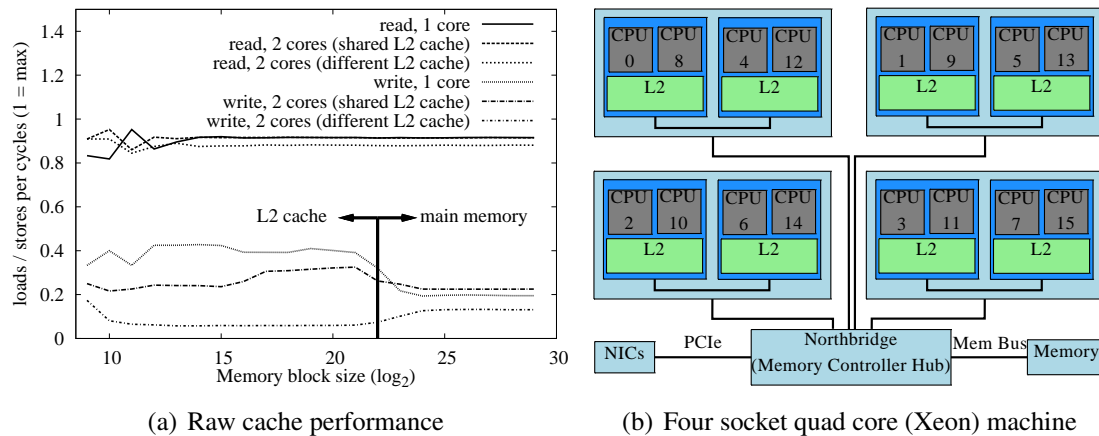 1.4
1.2
1
0.8
0.6
0.4
0.2
0
loads / stores per cycles (1 = max)
read, 1 core
read, 2 cores (shared L2 cache)
read, 2 cores (different L2 cache)
write, 1 core
write, 2 cores (shared L2 cache)
write, 2 cores (different L2 cache)
L2 cache
main memory
10 15 20 25 30
Memory block size (log2)
(a) Raw cache performance
CPU CPU CPU CPU
0 8 4 12
L2 L2
CPU CPU CPU CPU
1 9 5 13
L2 L2
CPU CPU CPU CPU
2 10 6 14
L2 L2
CPU CPU CPU CPU
3 11 7 15
L2 L2
NICs
PCIe
Northbridge
(Memory Controller Hub)
Mem Bus
Memory
(b) Four socket quad core (Xeon) machine